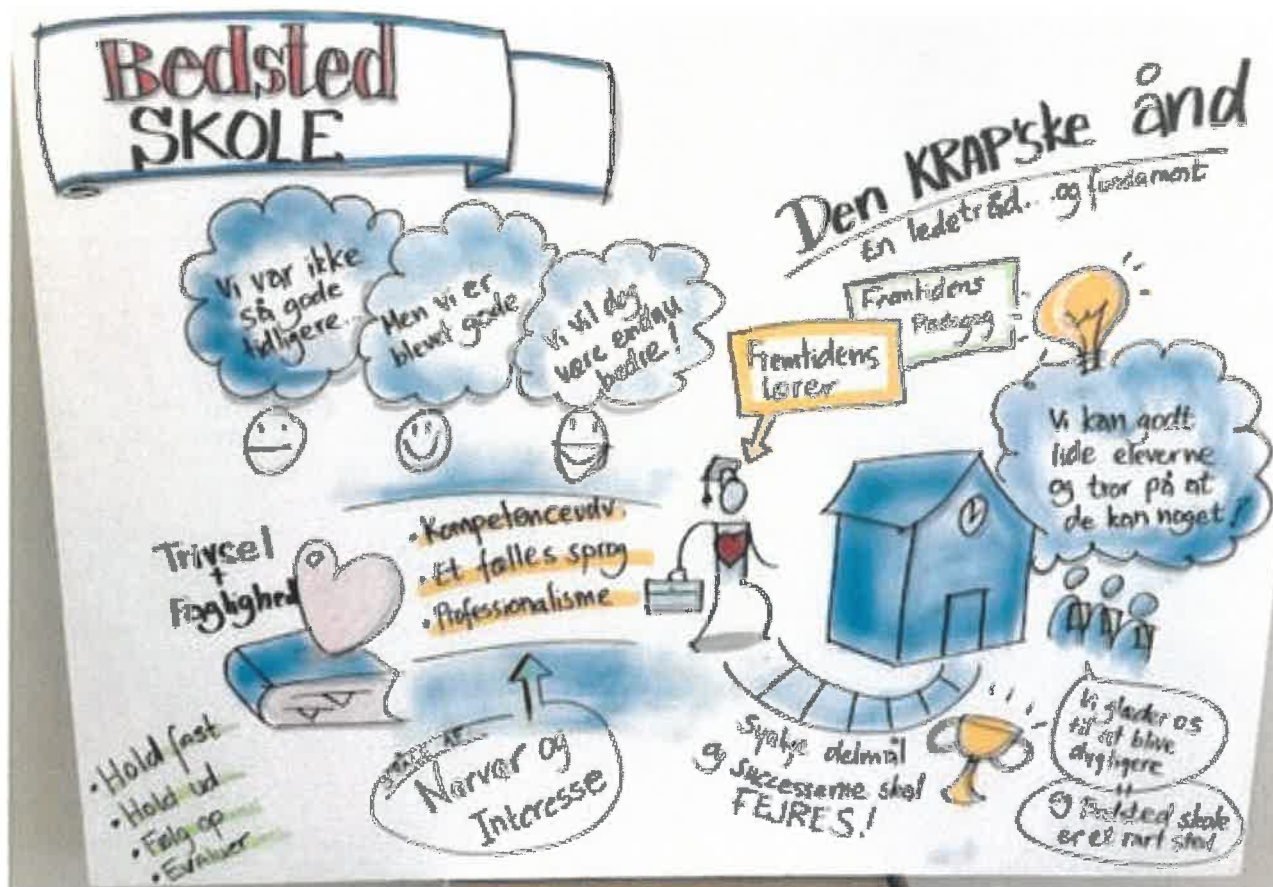 Bedsted
SKOLE
Den KRAP'ske ånd
en ledetråd... og fundament
Vi var ikke
så gode
tidligere...
Men vi er
blevet gode
Vi vil dog
være endnu
bedre!
Fremtidens
Pædagog
Fremtidens
lærer
Vi kan godt
lide eleverne
og tror på at
de kan noget!
Trivsel
+
Faglighed
• Kompetenceudv.
• Et fælles sprog
• Professionalisme
• Hold fast
• Hold ud
• Følg op
• Evaluer
Nærvær og
Interesse
Synlige delmål
og succeserne skal
FEJRES!
Vi glæder os
til at blive
dygtigere
og Bedsted skole
er et rart sted